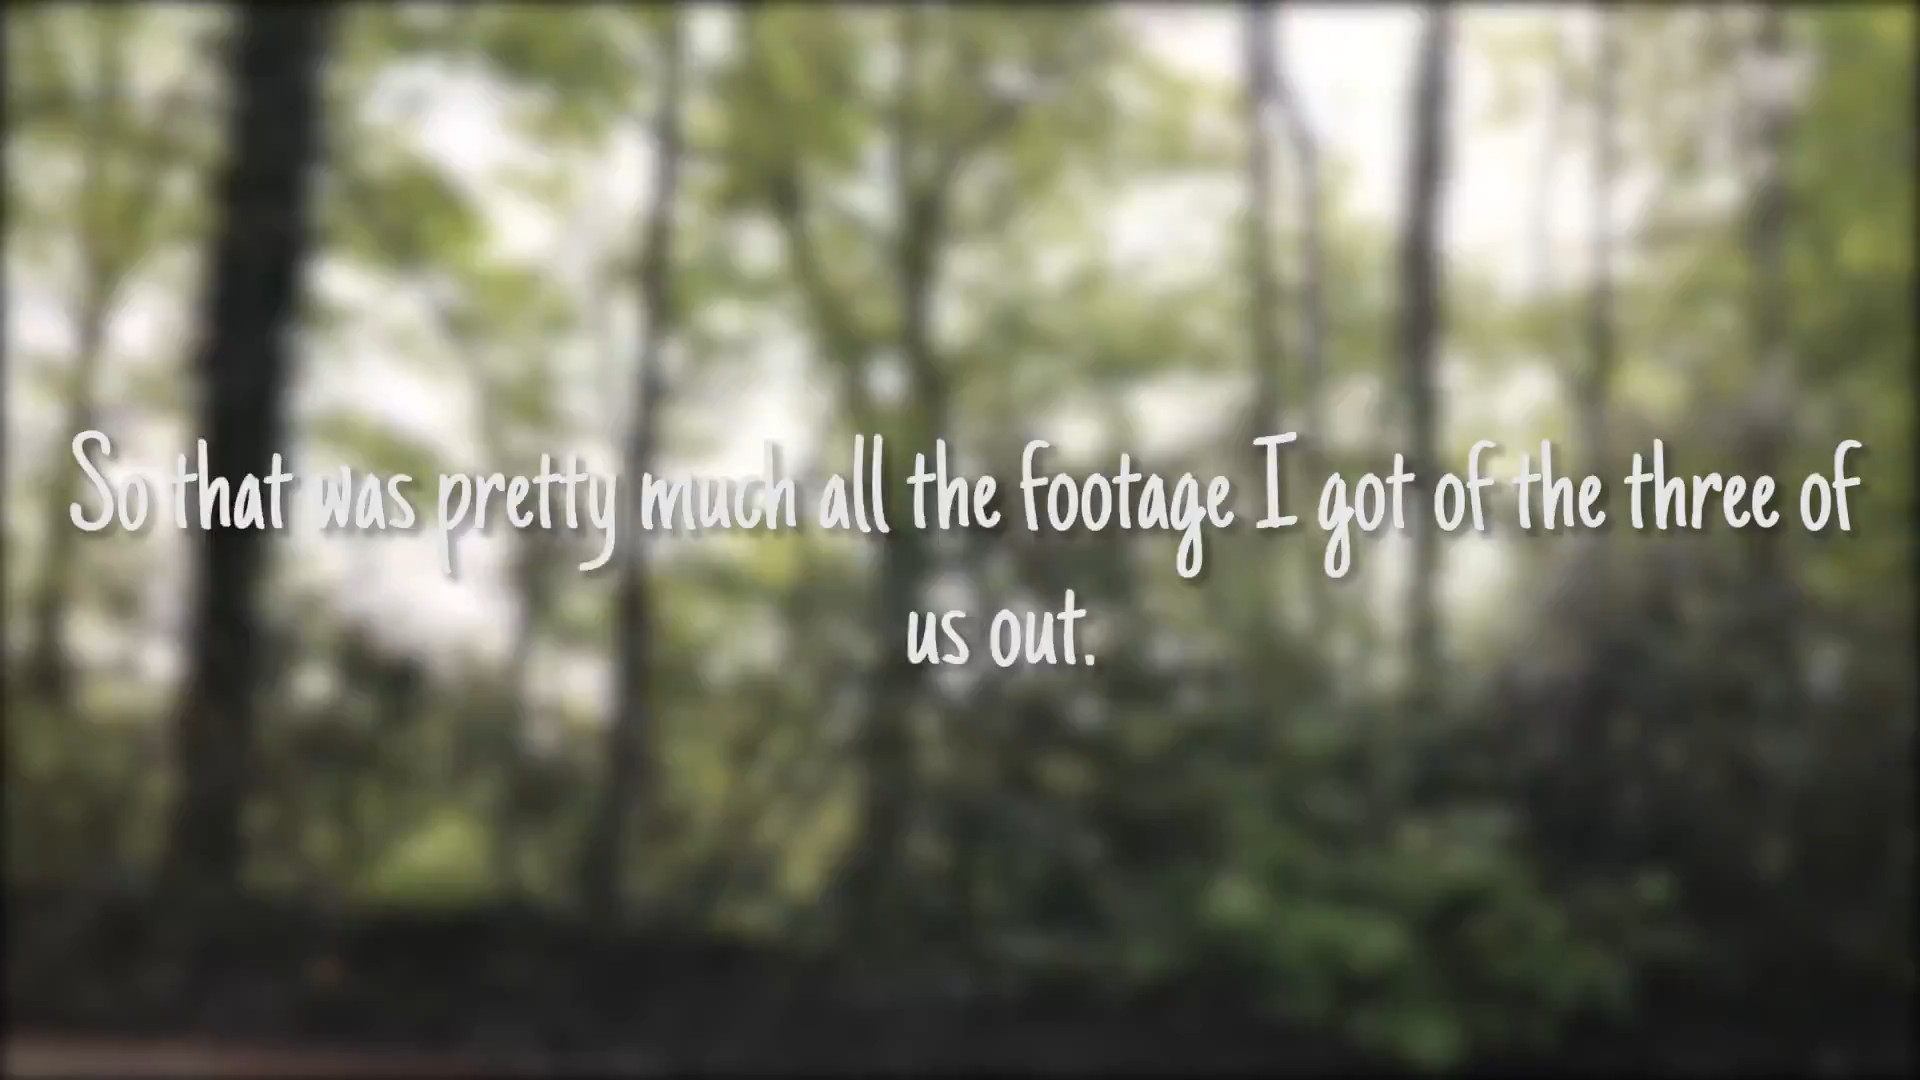 So that was pretty much all the footage I got of the three of
us out.